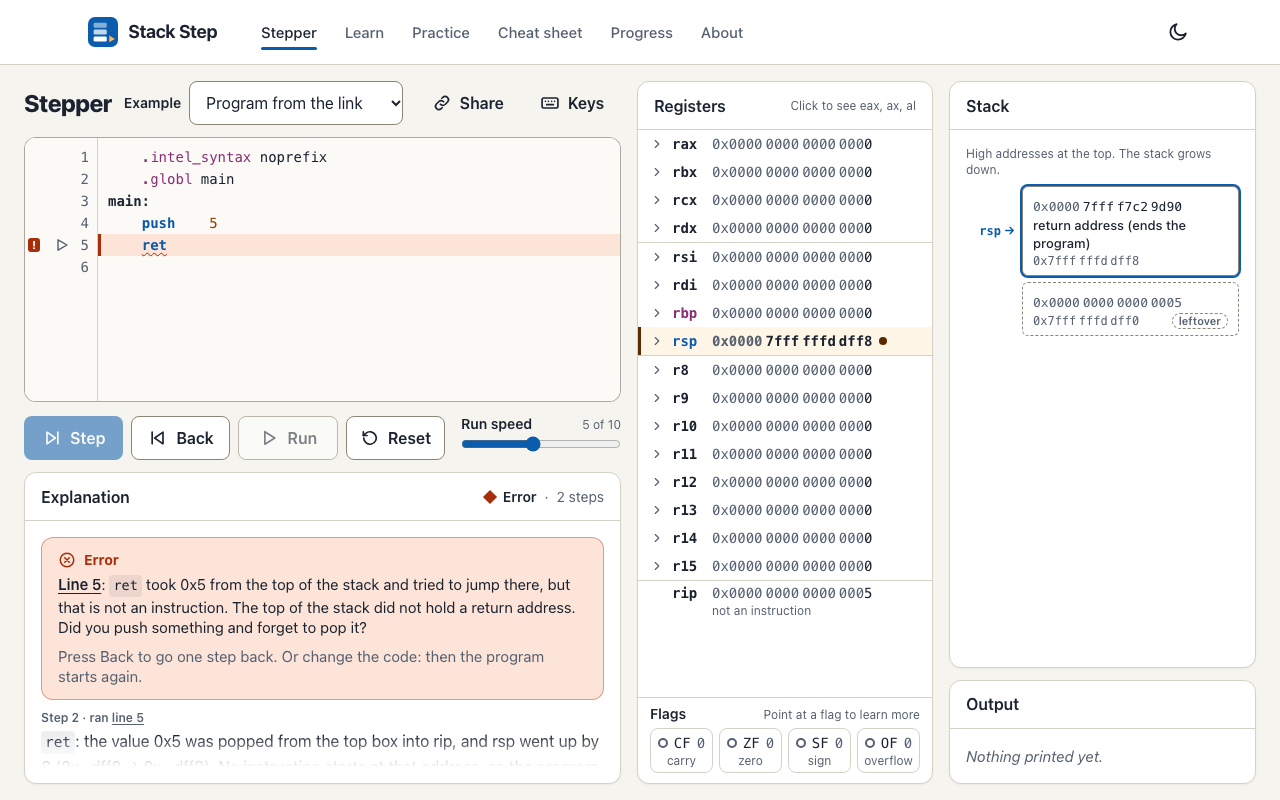 Stack Step
Stepper Learn Practice Cheat sheet Progress About
Stepper Example Program from the link Share Keys
1 .intel_syntax noprefix
2 .globl main
3 main:
4 push 5
5 ret
6
Step Back Run Reset Run speed 5 of 10
Explanation Error · 2 steps
Error
Line 5: ret took 0x5 from the top of the stack and tried to jump there, but
that is not an instruction. The top of the stack did not hold a return address.
Did you push something and forget to pop it?
Press Back to go one step back. Or change the code: then the program
starts again.
Step 2 · ran line 5
ret: the value 0x5 was popped from the top box into rip, and rsp went up by
Registers Click to see eax, ax, al
rax 0x0000 0000 0000 0000
rbx 0x0000 0000 0000 0000
rcx 0x0000 0000 0000 0000
rdx 0x0000 0000 0000 0000
rsi 0x0000 0000 0000 0000
rdi 0x0000 0000 0000 0000
rbp 0x0000 0000 0000 0000
rsp 0x0000 7fff fffd dff8
r8 0x0000 0000 0000 0000
r9 0x0000 0000 0000 0000
r10 0x0000 0000 0000 0000
r11 0x0000 0000 0000 0000
r12 0x0000 0000 0000 0000
r13 0x0000 0000 0000 0000
r14 0x0000 0000 0000 0000
r15 0x0000 0000 0000 0000
rip 0x0000 0000 0000 0005
not an instruction
Flags Point at a flag to learn more
CF 0 ZF 0 SF 0 OF 0
carry zero sign overflow
Stack
High addresses at the top. The stack grows
down.
0x0000 7fff f7c2 9d90
rsp → return address (ends the
program)
0x7fff fffd dff8
0x0000 0000 0000 0005
0x7fff fffd dff0 leftover
Output
Nothing printed yet.